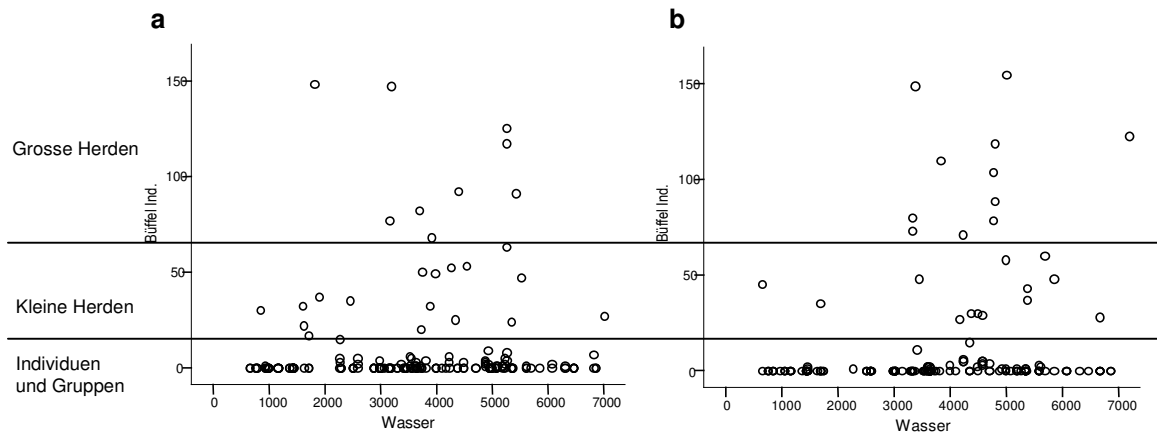 a
b
150
100
50
0
Büffel Ind.
0 1000 2000 3000 4000 5000 6000 7000
Wasser
150
100
50
0
Büffel Ind.
0 1000 2000 3000 4000 5000 6000 7000
Wasser
Grosse Herden
Kleine Herden
Individuen
und Gruppen